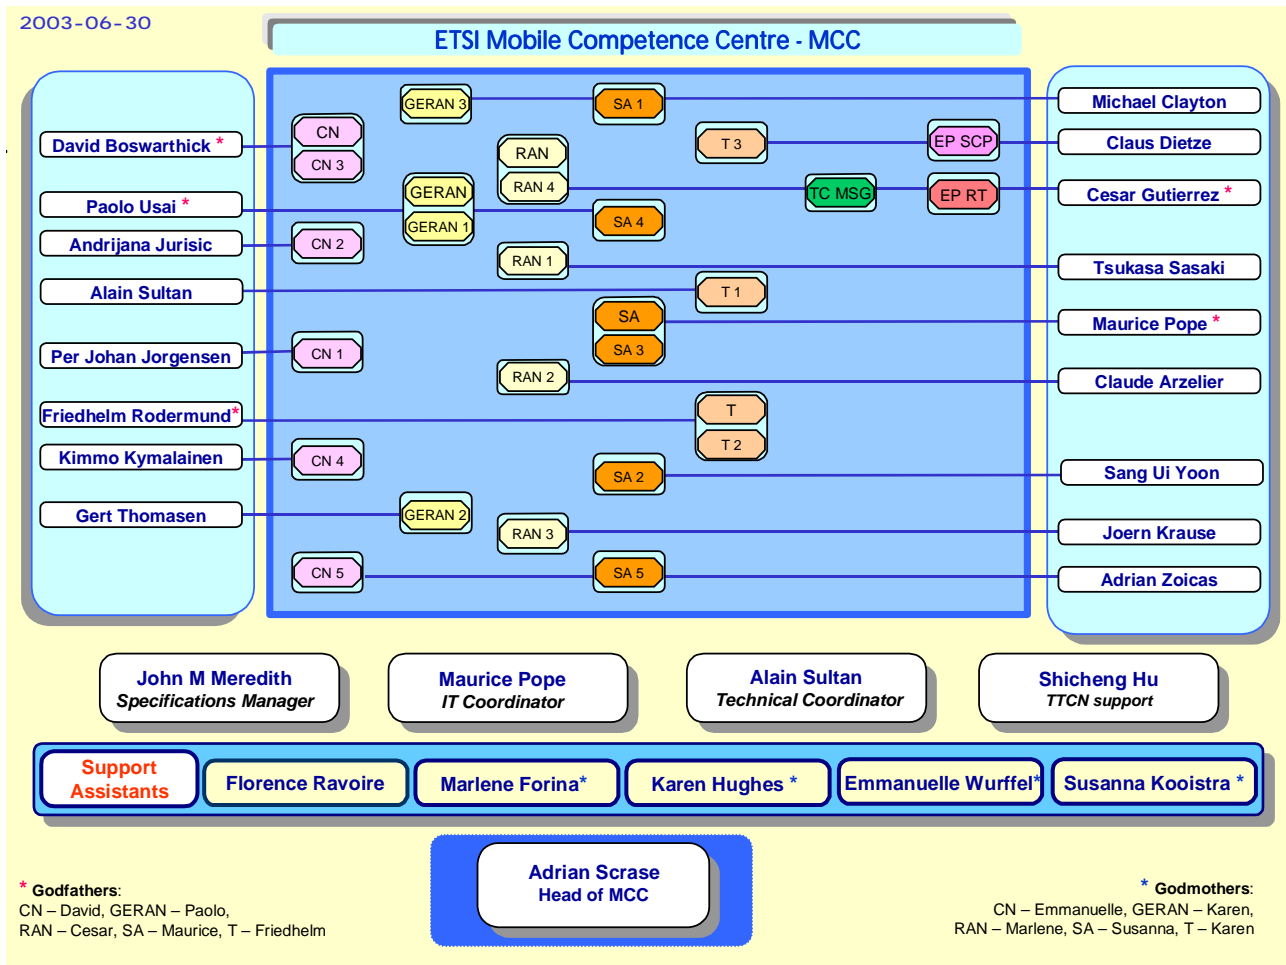 2003-06-30
ETSI Mobile Competence Centre - MCC
David Boswarthick *
Paolo Usai *
Andrijana Jurisic
Alain Sultan
Per Johan Jorgensen
Friedhelm Rodermund*
Kimmo Kymalainen
Gert Thomasen
CN
CN 3
CN 2
CN 1
CN 4
CN 5
GERAN 3
GERAN
GERAN 1
GERAN 2
RAN
RAN 4
RAN 1
RAN 2
RAN 3
SA 1
SA 4
SA
SA 3
SA 2
SA 5
T 3
T 1
T
T 2
TC MSG
EP SCP
EP RT
Michael Clayton
Claus Dietze
Cesar Gutierrez *
Tsukasa Sasaki
Maurice Pope *
Claude Arzelier
Sang Ui Yoon
Joern Krause
Adrian Zoicas
John M Meredith
Specifications Manager
Maurice Pope
IT Coordinator
Alain Sultan
Technical Coordinator
Shicheng Hu
TTCN support
Support
Assistants
Florence Ravoire
Marlene Forina*
Karen Hughes *
Emmanuelle Wurffel*
Susanna Kooistra *
Adrian Scrase
Head of MCC
* Godfathers:
CN – David, GERAN – Paolo,
RAN – Cesar, SA – Maurice, T – Friedhelm
* Godmothers:
CN – Emmanuelle, GERAN – Karen,
RAN – Marlene, SA – Susanna, T – Karen